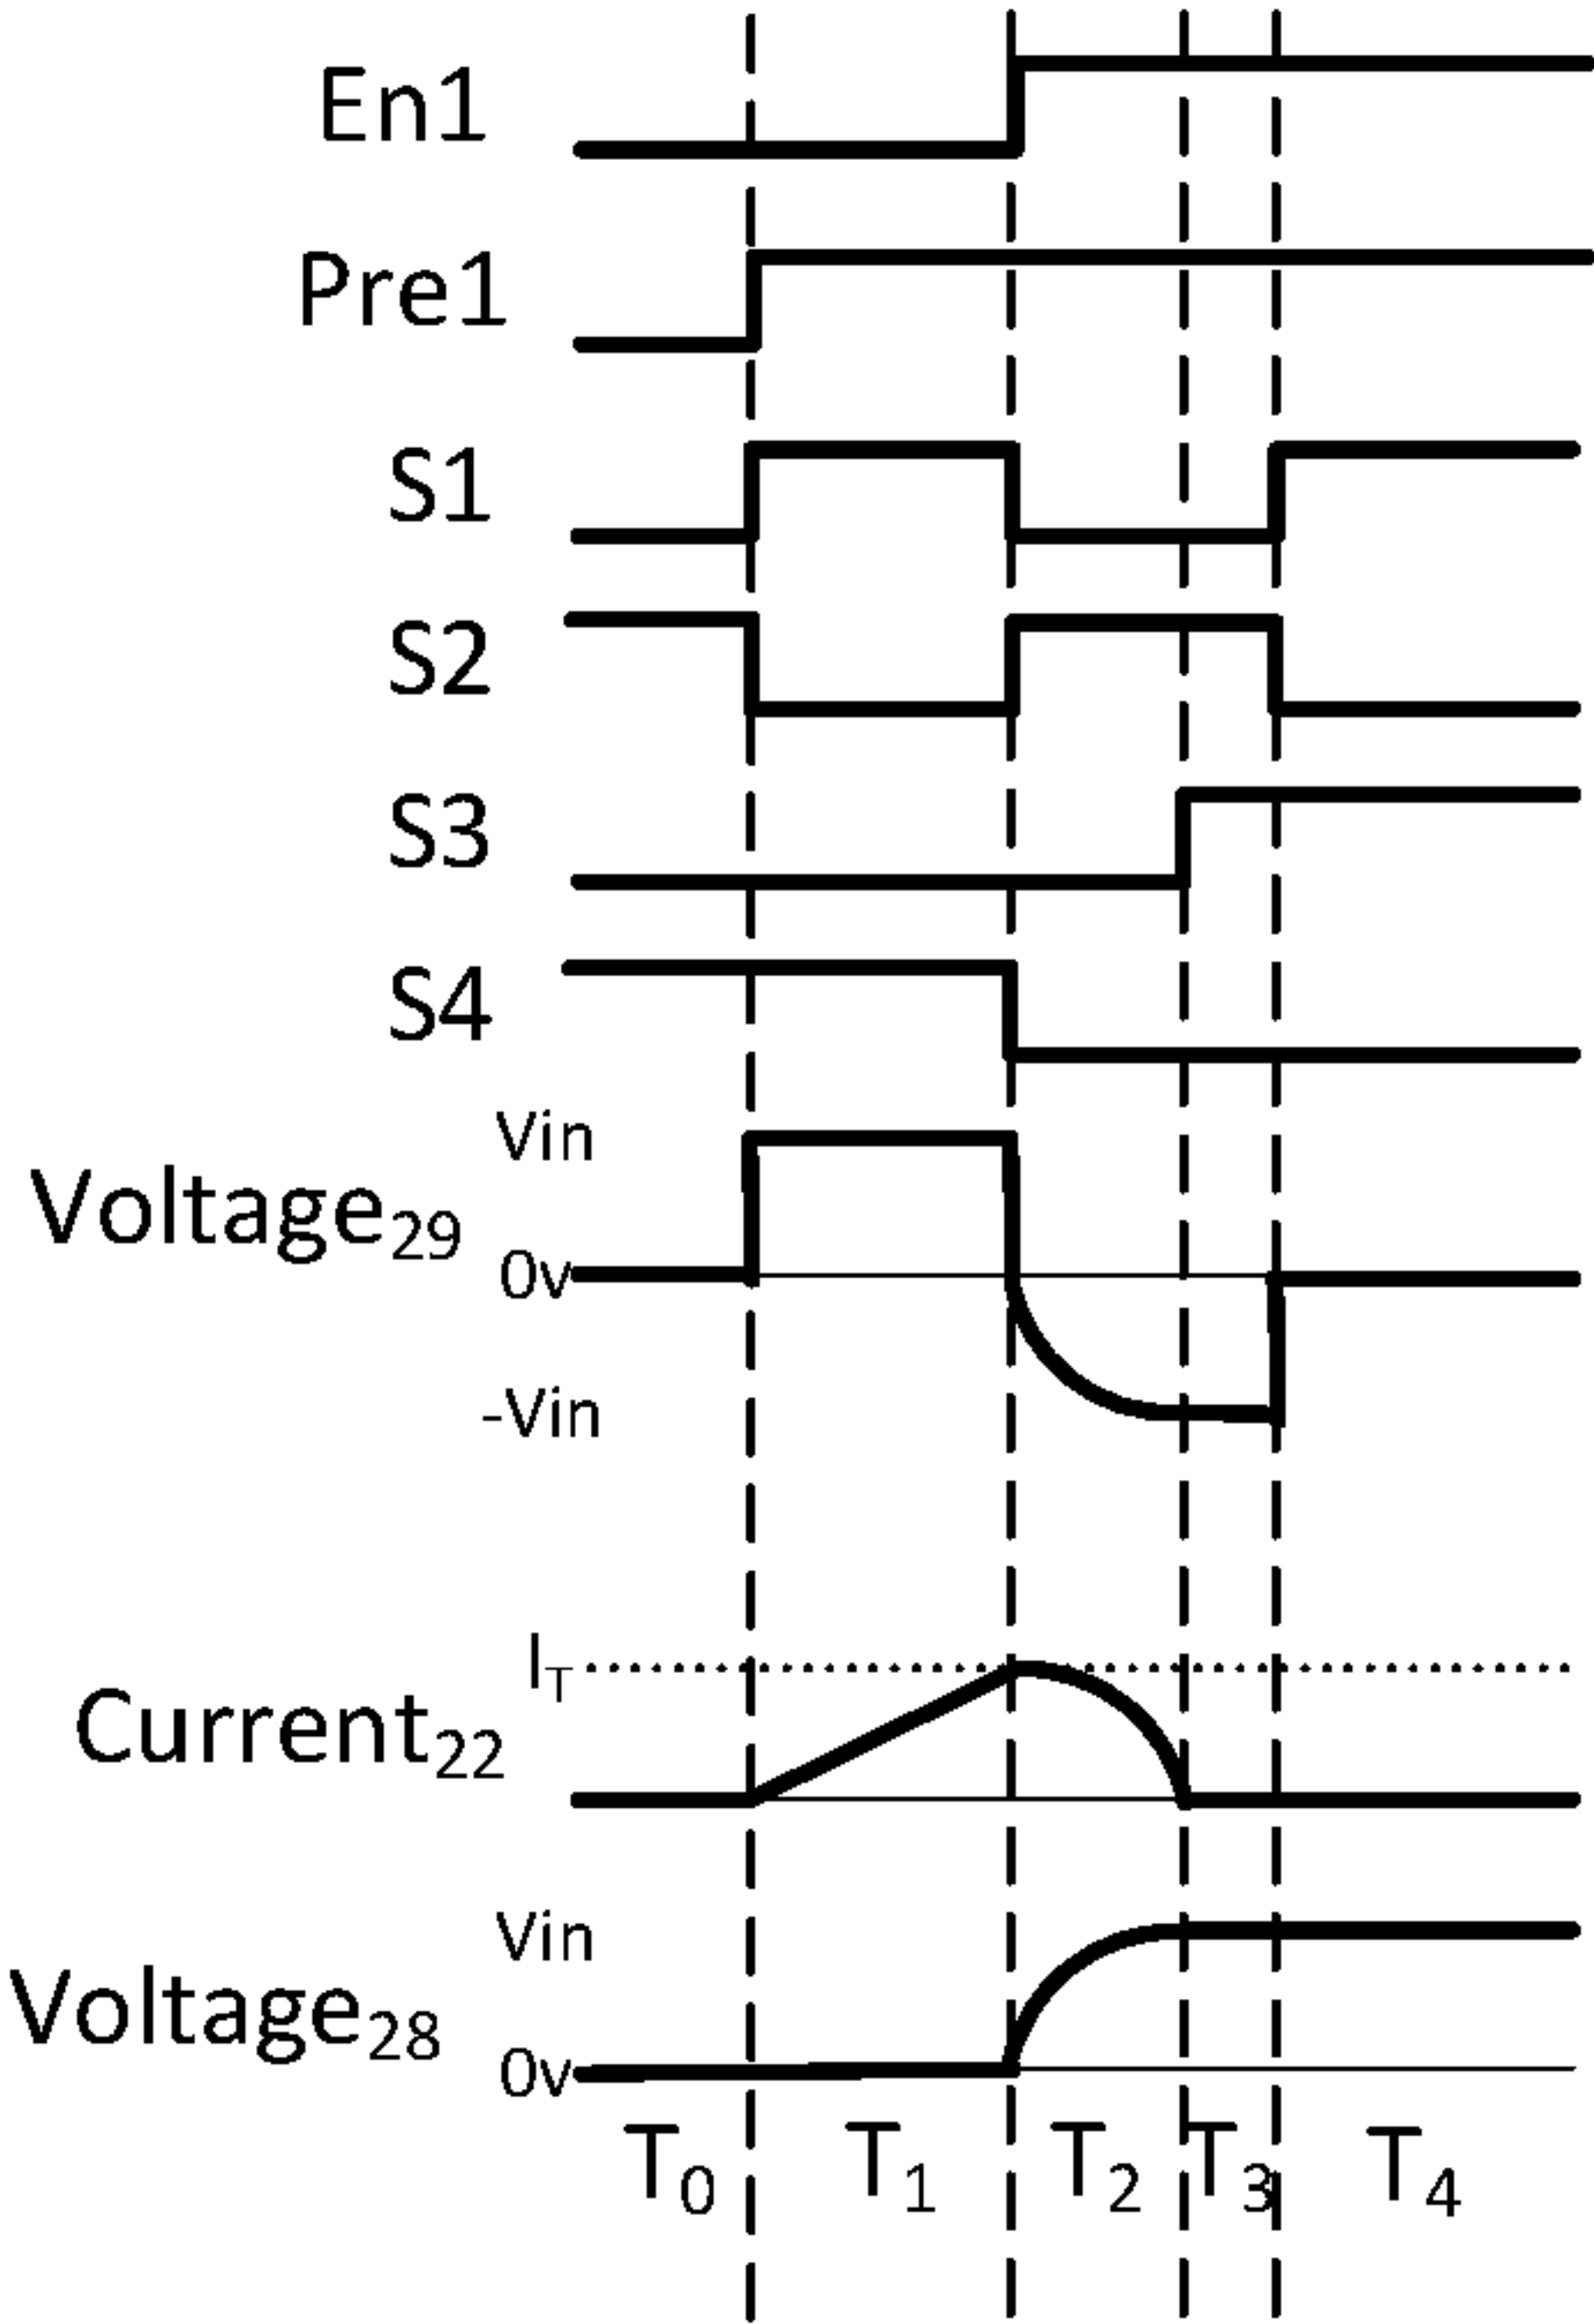 En1
Pre1
S1
S2
S3
S4
Vin
Voltage29
0v
-Vin
IT
Current22
Vin
Voltage28
0v
T0 T1 T2 T3 T4